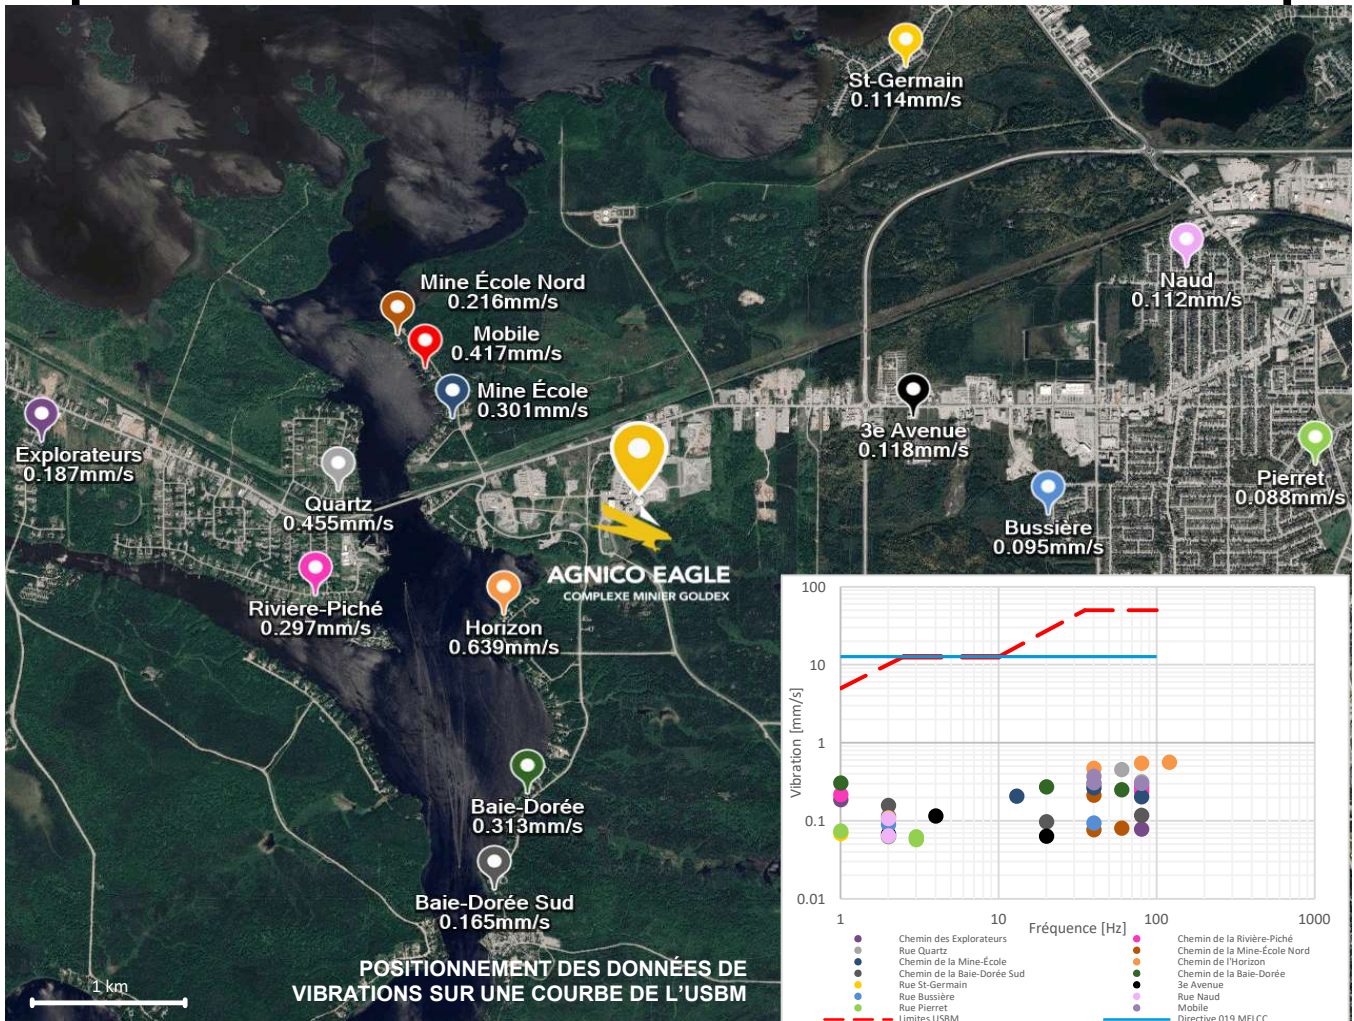 St-Germain
0.114mm/s
Naud
0.112mm/s
Mine École Nord
0.216mm/s
Mobile
0.417mm/s
Mine École
0.301mm/s
Explorateurs
0.187mm/s
Quartz
0.455mm/s
3e Avenue
0.118mm/s
Pierret
0.088mm/s
Bussière
0.095mm/s
AGNICO EAGLE
COMPLEXE MINIER GOLDEX
Riviere-Piché
0.297mm/s
Horizon
0.639mm/s
Baie-Dorée
0.313mm/s
Baie-Dorée Sud
0.165mm/s
1 km
POSITIONNEMENT DES DONNÉES DE
VIBRATIONS SUR UNE COURBE DE L'USBM
Vibration [mm/s]
100
10
1
0.1
0.01
1 10 100 1000
Fréquence [Hz]
Chemin des Explorateurs Chemin de la Rivière-Piché
Rue Quartz Chemin de la Mine-École Nord
Chemin de la Mine-École Chemin de l'Horizon
Chemin de la Baie-Dorée Sud Chemin de la Baie-Dorée
Rue St-Germain 3e Avenue
Rue Bussière Rue Naud
Rue Pierret Mobile
Limites USBM Directive 019 MELCC